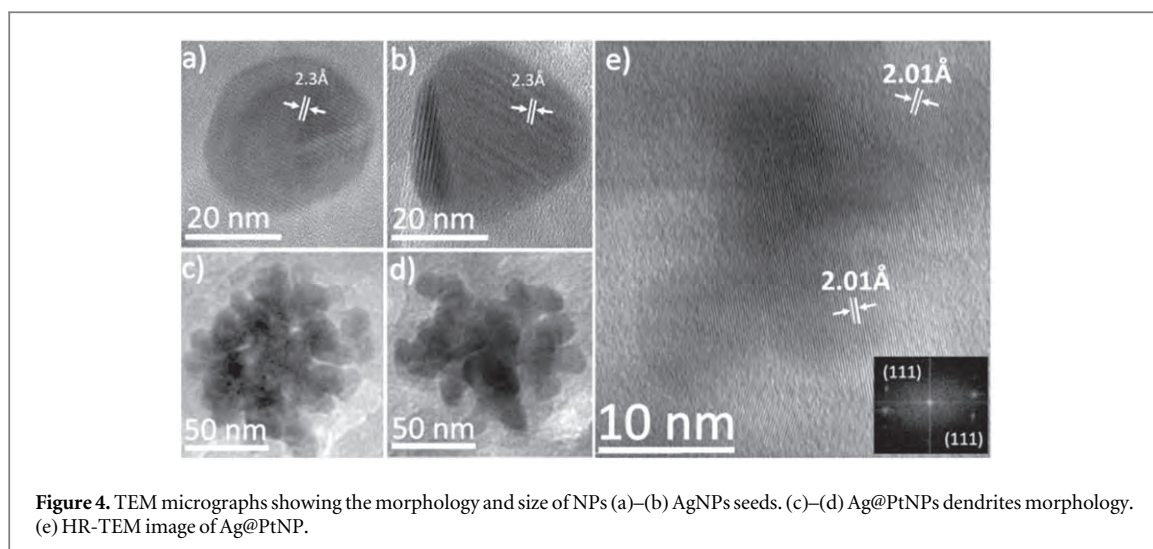 a)
2.3Å
20 nm
b)
2.3Å
20 nm
c)
50 nm
d)
50 nm
e)
2.01Å
2.01Å
10 nm
(111)
(111)
Figure 4. TEM micrographs showing the morphology and size of NPs (a)–(b) AgNPs seeds. (c)–(d) Ag@PtNPs dendrites morphology.
(e) HR-TEM image of Ag@PtNP.